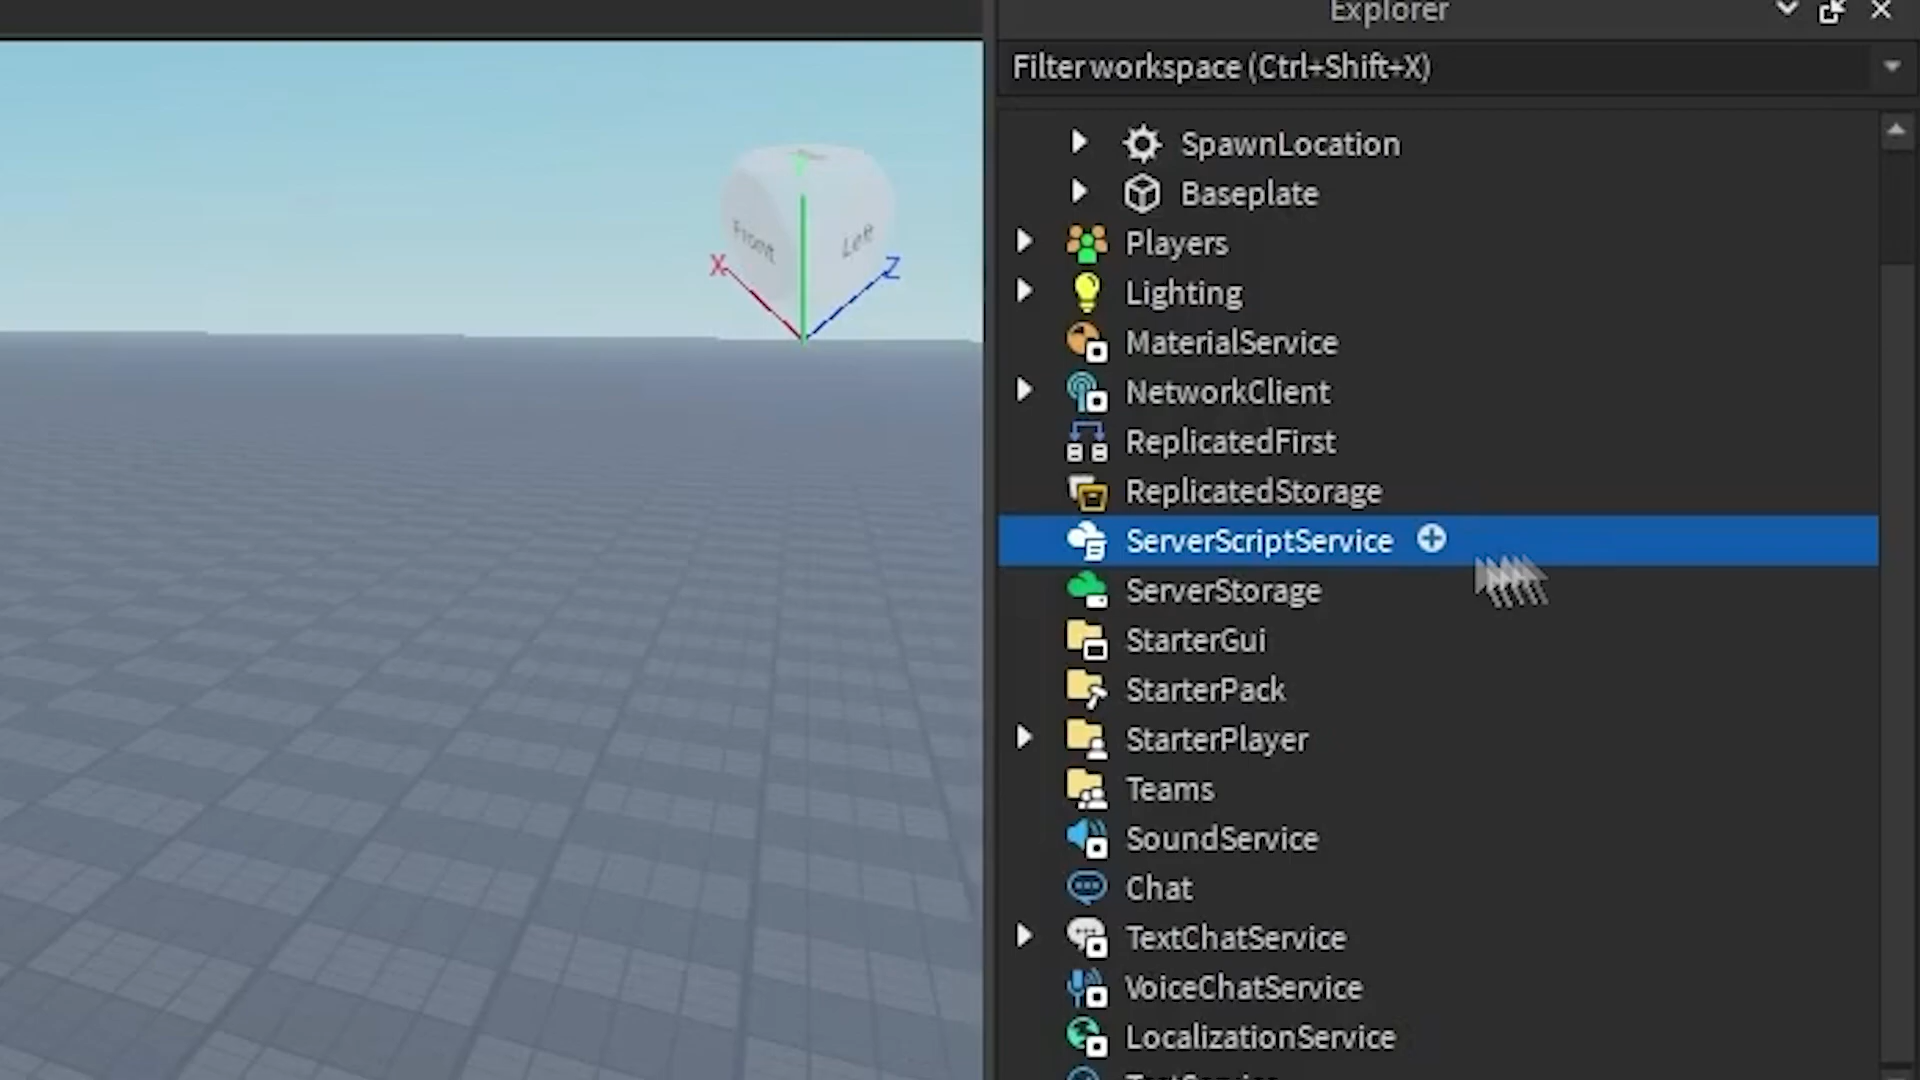 Explorer
Filter workspace (Ctrl+Shift+X)
SpawnLocation
Baseplate
Players
Front
Left
X
Z
Lighting
MaterialService
NetworkClient
ReplicatedFirst
ReplicatedStorage
ServerScriptService
ServerStorage
StarterGui
StarterPack
StarterPlayer
Teams
SoundService
Chat
TextChatService
VoiceChatService
LocalizationService